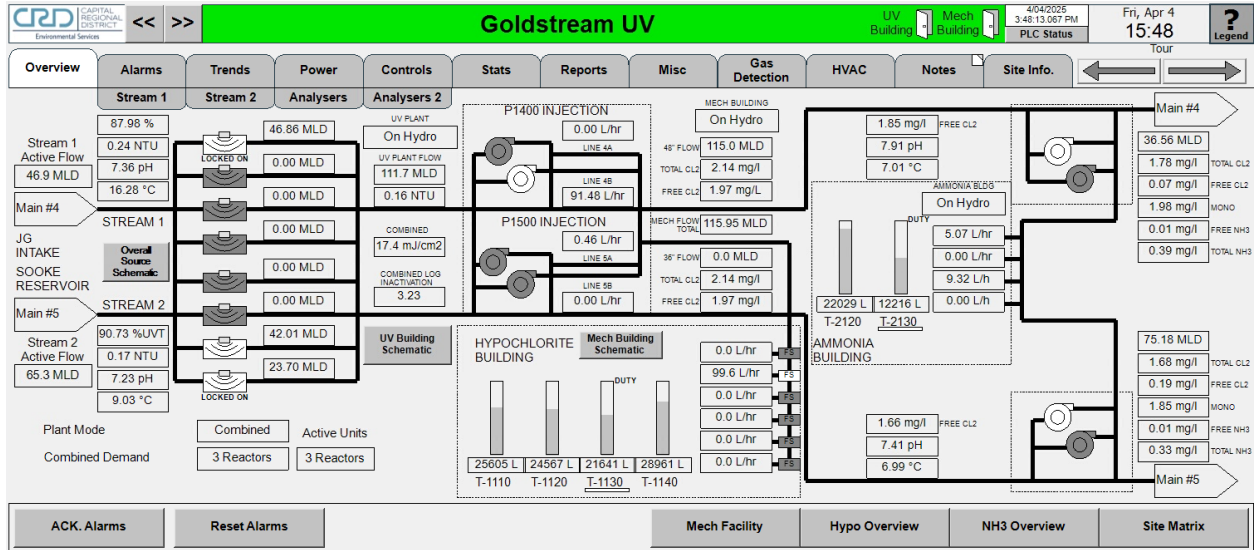 CRD
CAPITAL
REGIONAL
DISTRICT
Environmental Services
<< >>
Goldstream UV
UV Building
Mech Building
4/04/2025
3:48:13.067 PM
PLC Status
Fri, Apr 4
15:48
?
Legend
Overview
Alarms
Trends
Power
Controls
Stats
Reports
Misc
Gas Detection
HVAC
Notes
Site Info.
Tour
Stream 1
Stream 2
Analysers
Analysers 2
Stream 1
Active Flow
46.9 MLD
87.98 %
0.24 NTU
7.36 pH
16.28 °C
Main #4
STREAM 1
JG
INTAKE
SOOKE
RESERVOIR
Overall
Source
Schematic
Main #5
STREAM 2
Stream 2
Active Flow
65.3 MLD
90.73 %UVT
0.17 NTU
7.23 pH
9.03 °C
LOCKED ON
46.86 MLD
0.00 MLD
0.00 MLD
0.00 MLD
0.00 MLD
0.00 MLD
42.01 MLD
23.70 MLD
LOCKED ON
Plant Mode
Combined
Active Units
Combined Demand
3 Reactors
3 Reactors
UV PLANT
On Hydro
UV PLANT FLOW
111.7 MLD
0.16 NTU
COMBINED
17.4 mJ/cm2
COMBINED LOG
INACTIVATION
3.23
UV Building
Schematic
P1400 INJECTION
0.00 L/hr
LINE 4A
LINE 4B
91.48 L/hr
P1500 INJECTION
0.46 L/hr
LINE 5A
LINE 5B
0.00 L/hr
MECH BUILDING
On Hydro
48" FLOW 115.0 MLD
TOTAL CL2 2.14 mg/l
FREE CL2 1.97 mg/L
MECH FLOW
TOTAL
115.95 MLD
36" FLOW 0.0 MLD
TOTAL CL2 2.14 mg/l
FREE CL2 1.97 mg/l
HYPOCHLORITE
BUILDING
Mech Building
Schematic
DUTY
25605 L
24567 L
21641 L
28961 L
T-1110
T-1120
T-1130
T-1140
0.0 L/hr FS
99.6 L/hr FS
0.0 L/hr FS
0.0 L/hr FS
0.0 L/hr FS
0.0 L/hr FS
1.85 mg/l FREE CL2
7.91 pH
7.01 °C
AMMONIA BLDG
On Hydro
DUTY
5.07 L/hr
0.00 L/hr
9.32 L/h
0.00 L/h
22029 L
12216 L
T-2120
T-2130
AMMONIA
BUILDING
1.66 mg/l FREE CL2
7.41 pH
6.99 °C
Main #4
36.56 MLD
1.78 mg/l TOTAL CL2
0.07 mg/l FREE CL2
1.98 mg/l MONO
0.01 mg/l FREE NH3
0.39 mg/l TOTAL NH3
75.18 MLD
1.68 mg/l TOTAL CL2
0.19 mg/l FREE CL2
1.85 mg/l MONO
0.01 mg/l FREE NH3
0.33 mg/l TOTAL NH3
Main #5
ACK. Alarms
Reset Alarms
Mech Facility
Hypo Overview
NH3 Overview
Site Matrix